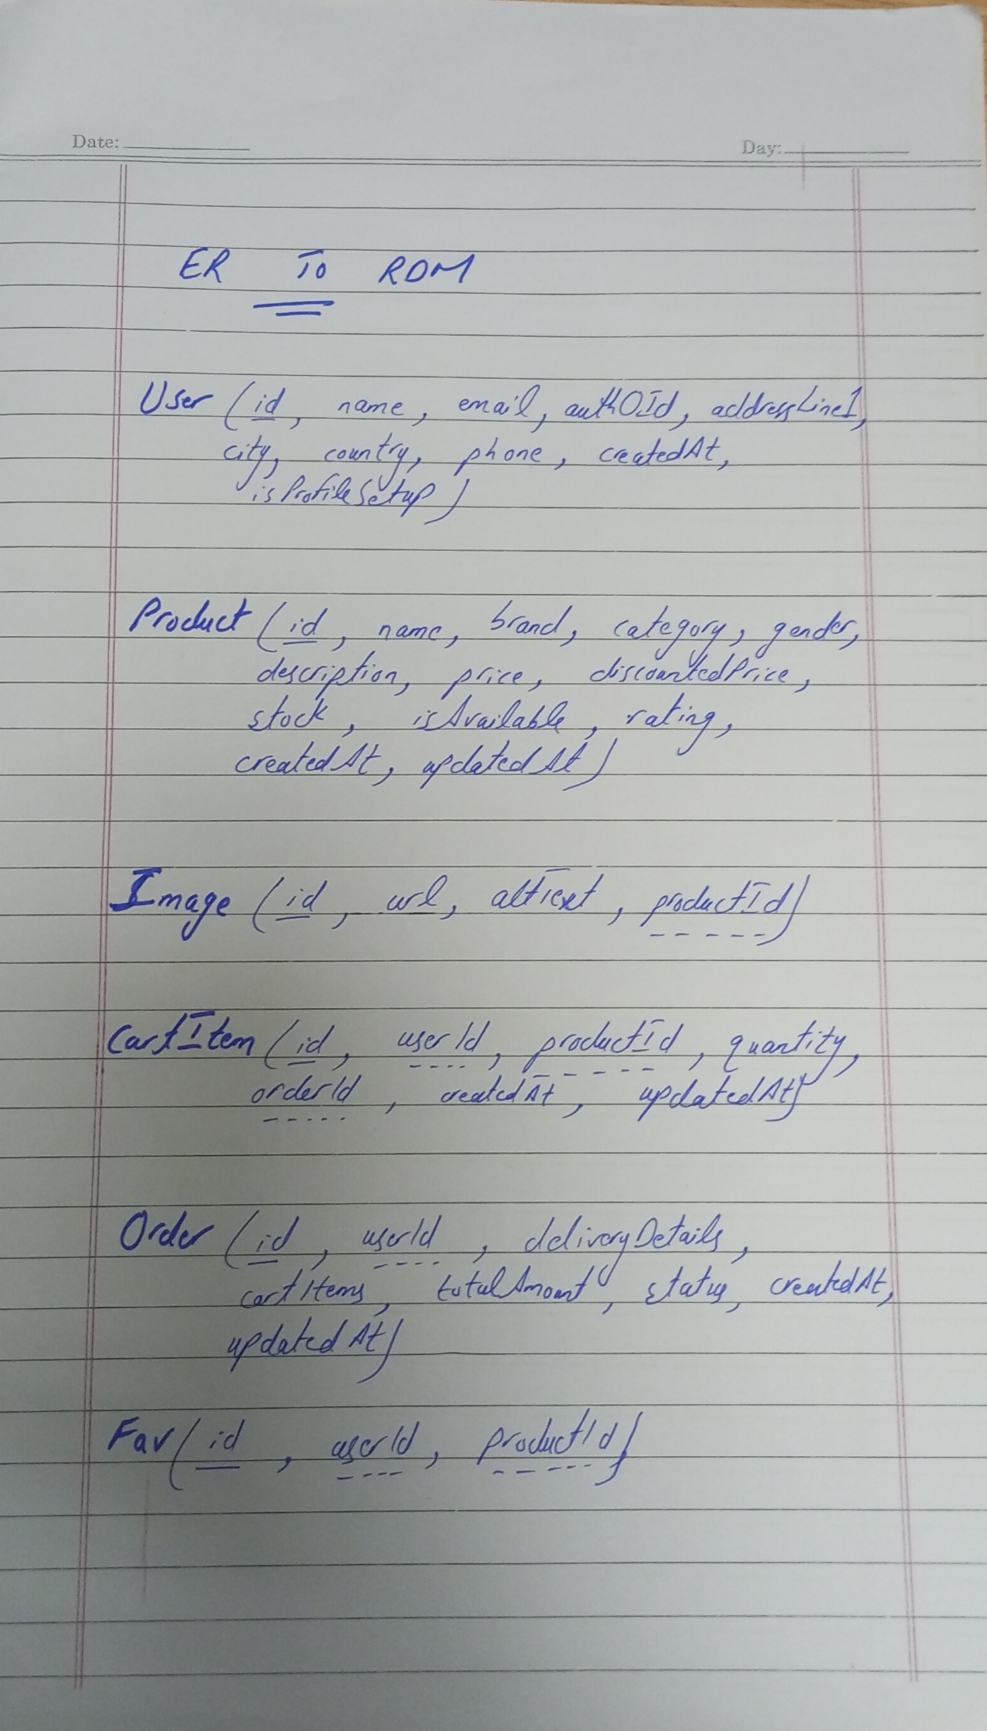 Date:
Day:
ER To RDM
User (id, name, email, auth0Id, addressLine1,
city, country, phone, createdAt,
isProfileSetup)
Product (id, name, brand, category, gender,
description, price, discountedPrice,
stock, isAvailable, rating,
createdAt, updatedAt)
Image (id, url, altText, productId)
CartItem (id, userId, productId, quantity,
orderId, createdAt, updatedAt)
Order (id, userId, deliveryDetails,
cartItems, totalAmount, status, createdAt,
updatedAt)
Fav (id, userId, productId)